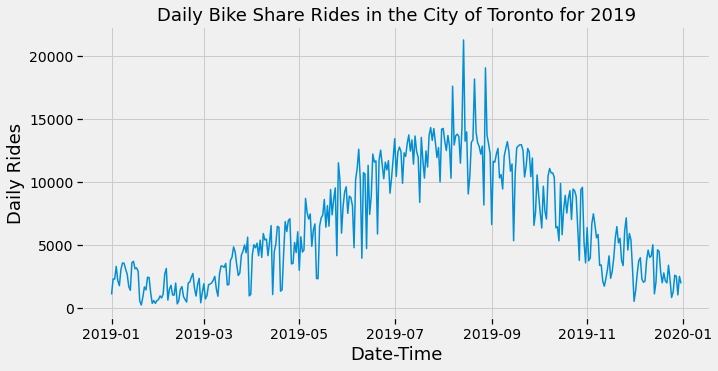 Daily Bike Share Rides in the City of Toronto for 2019
Daily Rides
20000
15000
10000
5000
0
2019-01 2019-03 2019-05 2019-07 2019-09 2019-11 2020-01
Date-Time